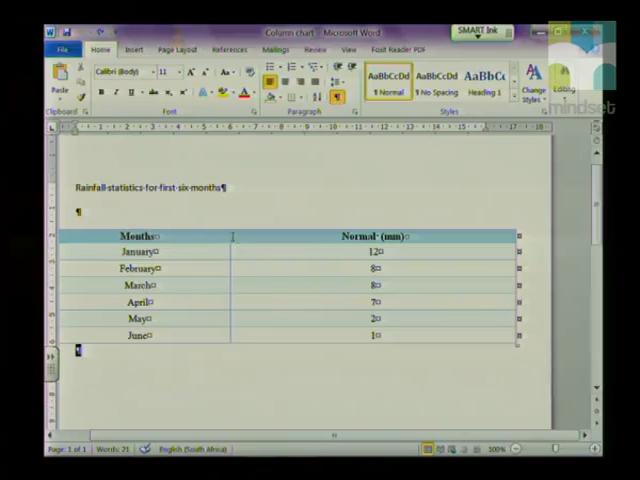 Column chart - Microsoft Word
SMART Ink
File Home Insert Page Layout References Mailings Review View Foxit Reader PDF
Calibri (Body) 11
Paste
Clipboard Font Paragraph Styles
AaBbCcDd AaBbCcDd AaBbCc
¶ Normal ¶ No Spacing Heading 1
Change Styles
Editing
mindset
Rainfall·statistics·for·first·six·months¶
¶
Months¤ Normal·(mm)¤
January¤ 12¤
February¤ 8¤
March¤ 8¤
April¤ 7¤
May¤ 2¤
June¤ 1¤
¶
Page: 1 of 1 Words: 21 English (South Africa) 100%